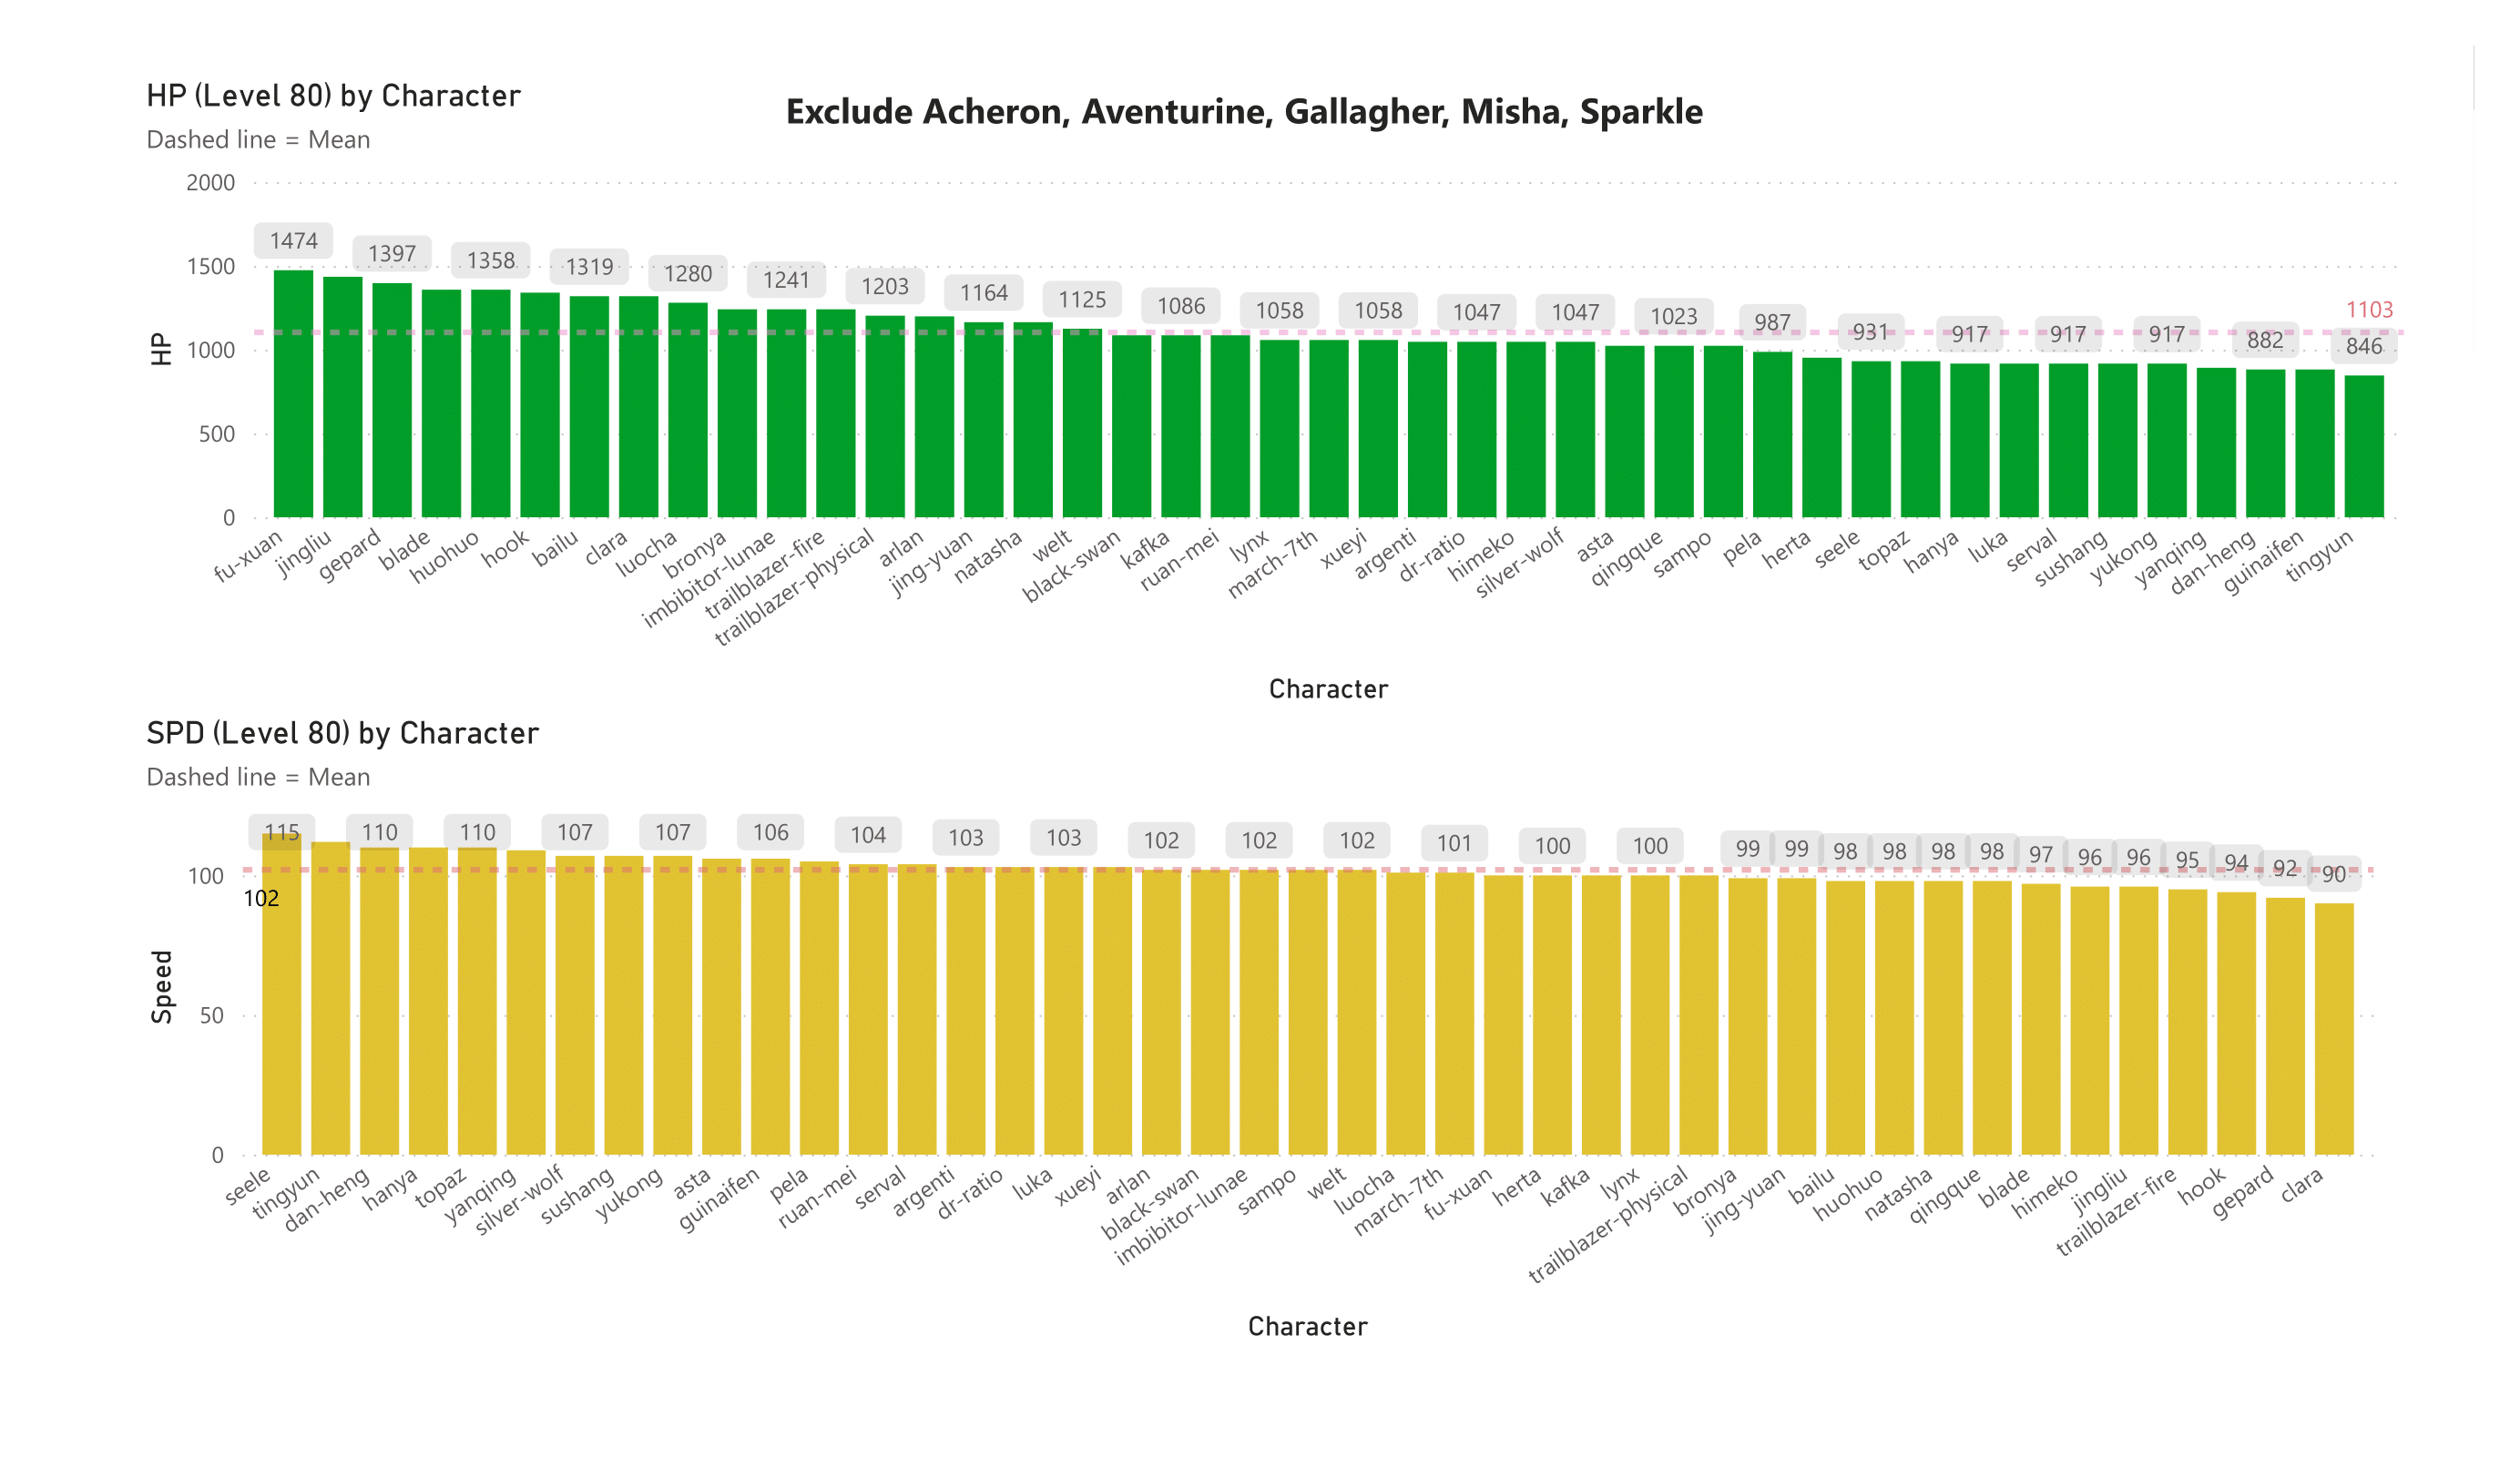 HP (Level 80) by Character
Exclude Acheron, Aventurine, Gallagher, Misha, Sparkle
Dashed line = Mean
2000
1500
1000
500
0
HP
1474
1397
1358
1319
1280
1241
1203
1164
1125
1086
1058
1058
1047
1047
1023
987
931
917
917
917
882
846
1103
fu-xuan
jingliu
gepard
blade
huohuo
hook
bailu
clara
luocha
bronya
imbibitor-lunae
trailblazer-fire
trailblazer-physical
arlan
jing-yuan
natasha
welt
black-swan
kafka
ruan-mei
lynx
march-7th
xueyi
argenti
dr-ratio
himeko
silver-wolf
asta
qingque
sampo
pela
herta
seele
topaz
hanya
luka
serval
sushang
yukong
yanqing
dan-heng
guinaifen
tingyun
Character
SPD (Level 80) by Character
Dashed line = Mean
100
50
0
Speed
115
110
110
107
107
106
104
103
103
102
102
102
101
100
100
99
99
98
98
98
98
97
96
96
95
94
92
90
102
seele
tingyun
dan-heng
hanya
topaz
yanqing
silver-wolf
sushang
yukong
asta
guinaifen
pela
ruan-mei
serval
argenti
dr-ratio
luka
xueyi
arlan
black-swan
imbibitor-lunae
sampo
welt
luocha
march-7th
fu-xuan
herta
kafka
lynx
trailblazer-physical
bronya
jing-yuan
bailu
huohuo
natasha
qingque
blade
himeko
jingliu
trailblazer-fire
hook
gepard
clara
Character